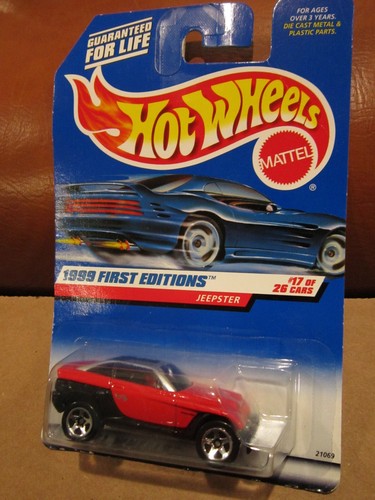 GUARANTEED
FOR LIFE
FOR AGES
OVER 3 YEARS.
DIE CAST METAL &
PLASTIC PARTS.
HOT WHEELS
MATTEL
®
1999 FIRST EDITIONS™
#17 OF
26 CARS
JEEPSTER
21069